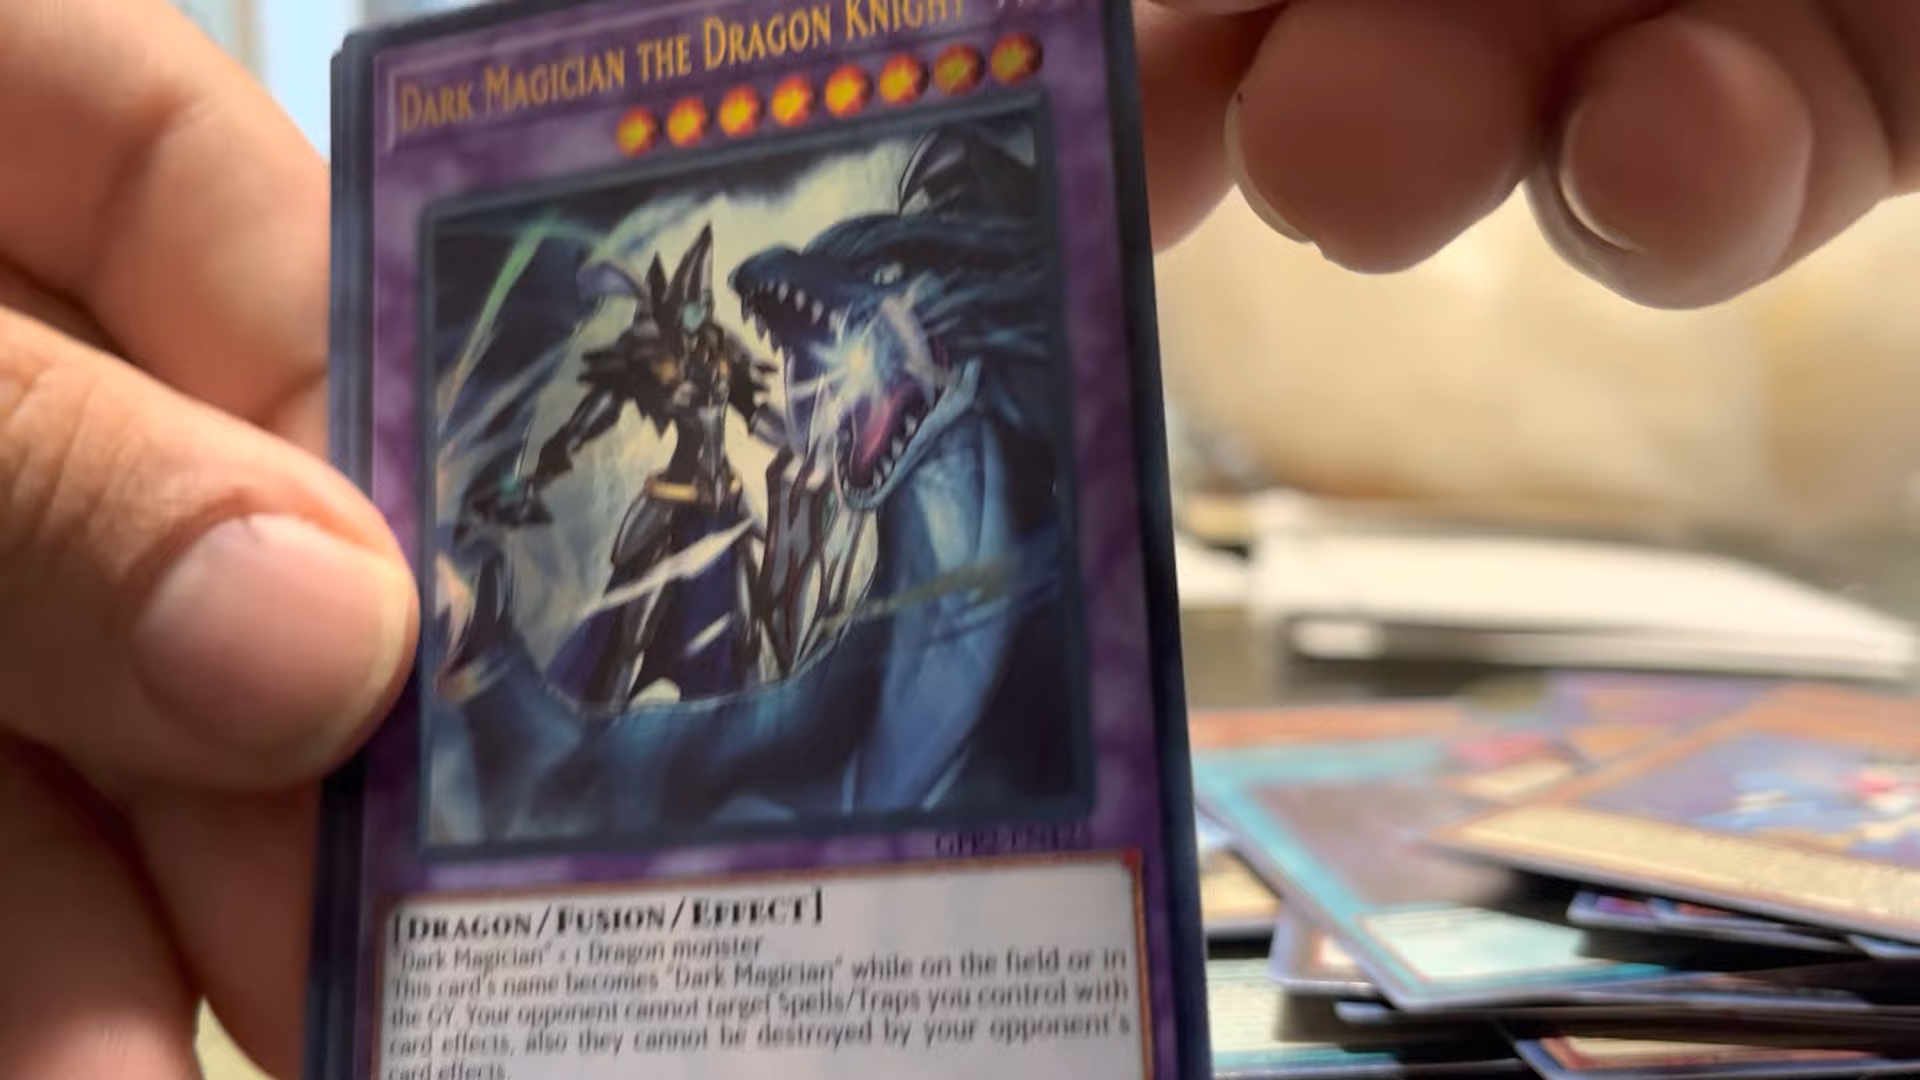 DARK MAGICIAN THE DRAGON KNIGHT
[DRAGON/FUSION/EFFECT]
"Dark Magician" + 1 Dragon monster
This card's name becomes "Dark Magician" while on the field or in
the GY. Your opponent cannot target Spells/Traps you control with
card effects, also they cannot be destroyed by your opponent's
card effects.